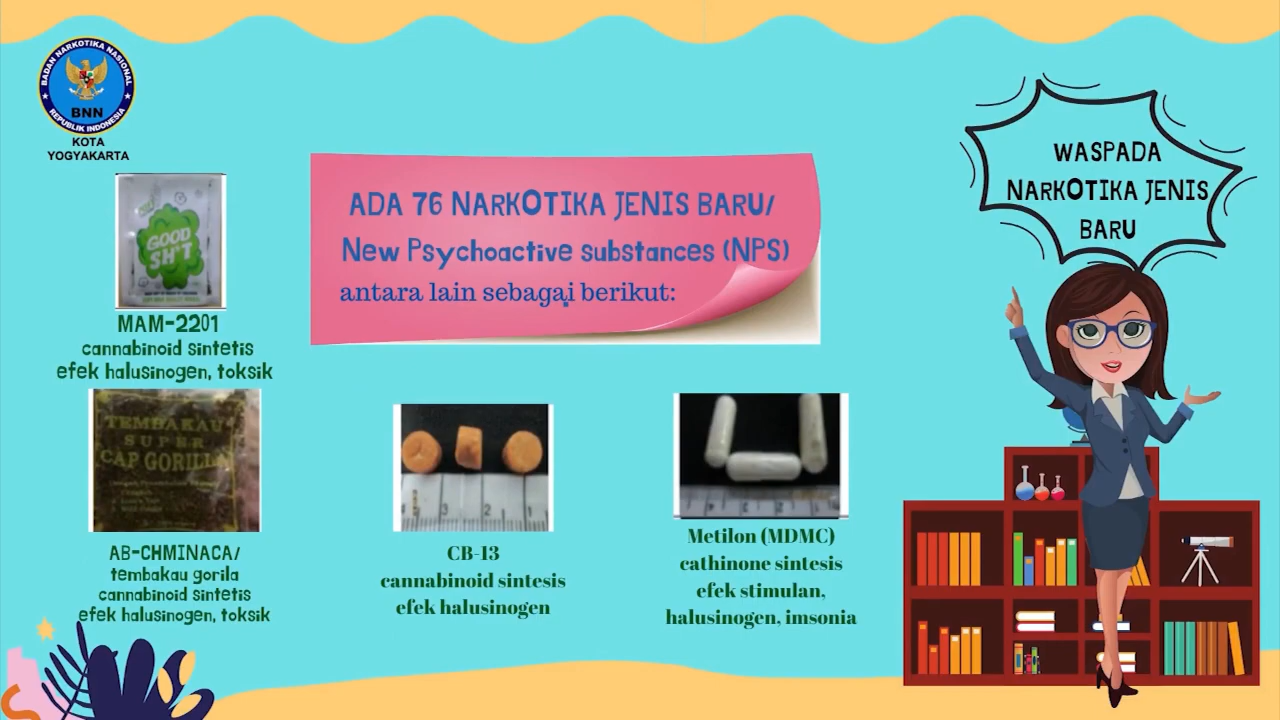 BADAN NARKOTIKA NASIONAL
BNN
REPUBLIK INDONESIA
KOTA
YOGYAKARTA
GOOD
SH*T
MAM-2201
cannabinoid sintetis
efek halusinogen, toksik
TEMBAKAU
SUPER
CAP GORILLA
AB-CHMINACA/
tembakau gorila
cannabinoid sintetis
efek halusinogen, toksik
ADA 76 NARKOTIKA JENIS BARU/
New Psychoactive substances (NPS)
antara lain sebagai berikut:
1 2 3
CB-13
cannabinoid sintesis
efek halusinogen
Metilon (MDMC)
cathinone sintesis
efek stimulan,
halusinogen, imsonia
WASPADA
NARKOTIKA JENIS
BARU